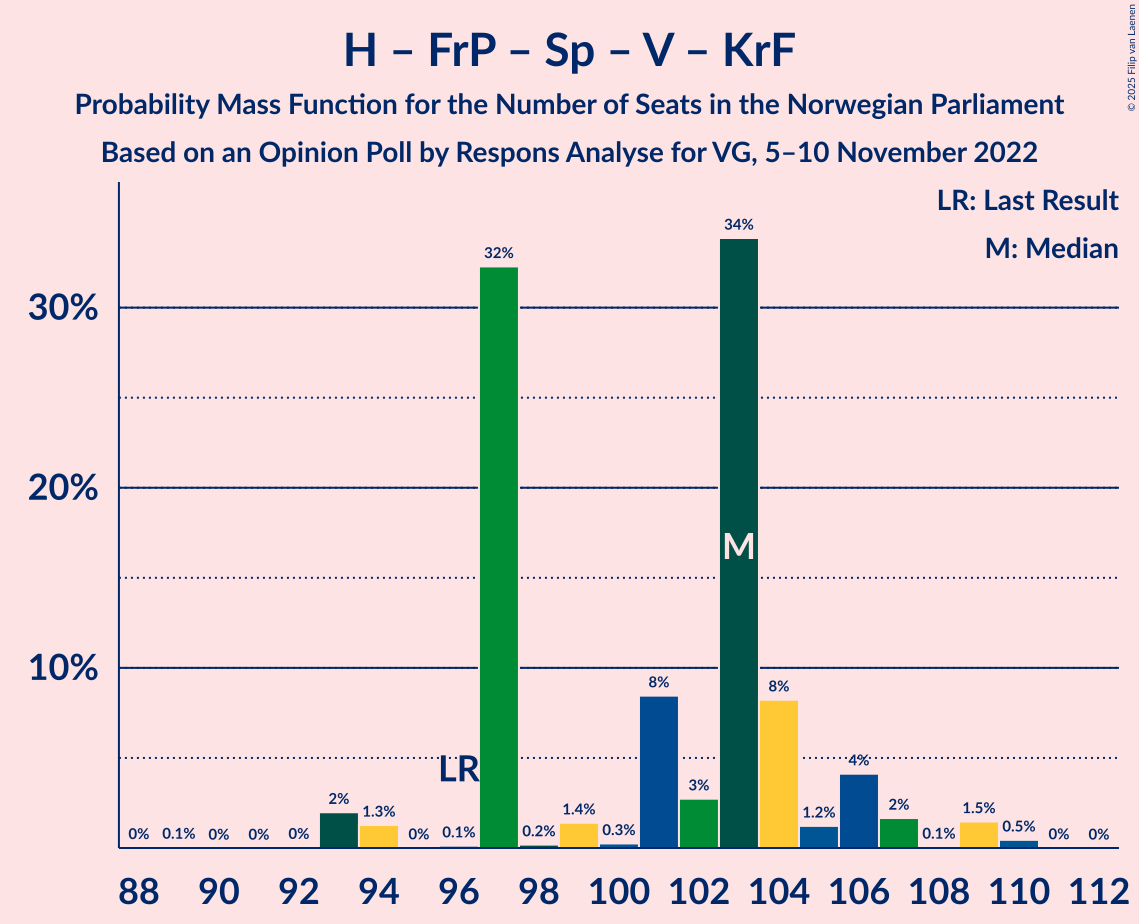 H – FrP – Sp – V – KrF
Probability Mass Function for the Number of Seats in the Norwegian Parliament
Based on an Opinion Poll by Respons Analyse for VG, 5–10 November 2022
© 2025 Filip van Laenen
LR: Last Result
M: Median
30%
20%
10%
0% 0.1% 0% 0% 0% 2% 1.3% 0% 0.1% 32% 0.2% 1.4% 0.3% 8% 3% 34% 8% 1.2% 4% 2% 0.1% 1.5% 0.5% 0% 0%
LR
M
88 90 92 94 96 98 100 102 104 106 108 110 112